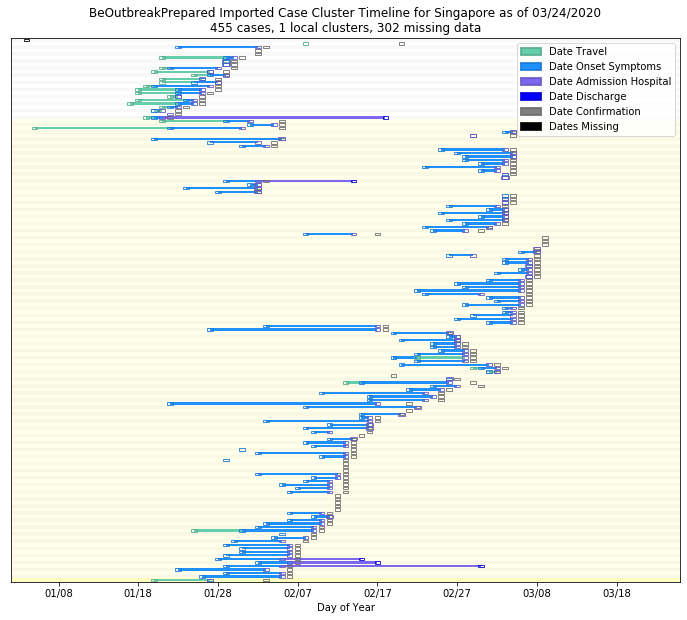 BeOutbreakPrepared Imported Case Cluster Timeline for Singapore as of 03/24/2020
455 cases, 1 local clusters, 302 missing data
Date Travel
Date Onset Symptoms
Date Admission Hospital
Date Discharge
Date Confirmation
Dates Missing
01/08 01/18 01/28 02/07 02/17 02/27 03/08 03/18
Day of Year